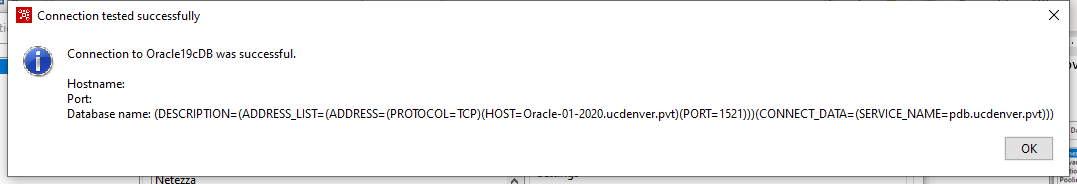 Connection tested successfully
Connection to Oracle19cDB was successful.
Hostname:
Port:
Database name: (DESCRIPTION=(ADDRESS_LIST=(ADDRESS=(PROTOCOL=TCP)(HOST=Oracle-01-2020.ucdenver.pvt)(PORT=1521)))(CONNECT_DATA=(SERVICE_NAME=pdb.ucdenver.pvt)))
OK
Netezza